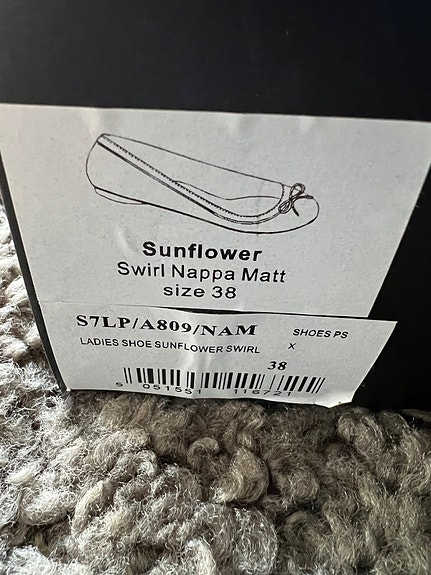 Sunflower
Swirl Nappa Matt
size 38
S7LP/A809/NAM SHOES PS
LADIES SHOE SUNFLOWER SWIRL X
38
5 051551 116721